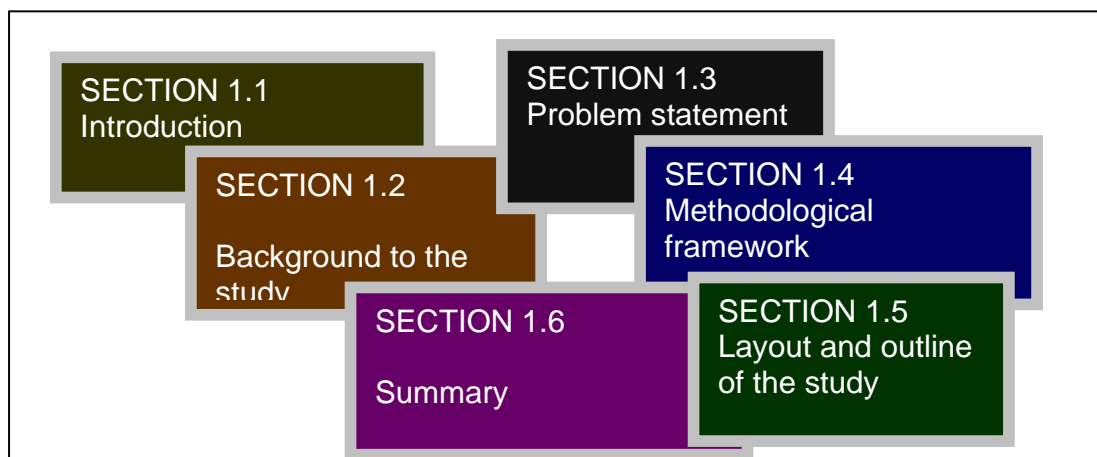 SECTION 1.1
Introduction
SECTION 1.2
Background to the
study
SECTION 1.3
Problem statement
SECTION 1.4
Methodological
framework
SECTION 1.5
Layout and outline
of the study
SECTION 1.6
Summary